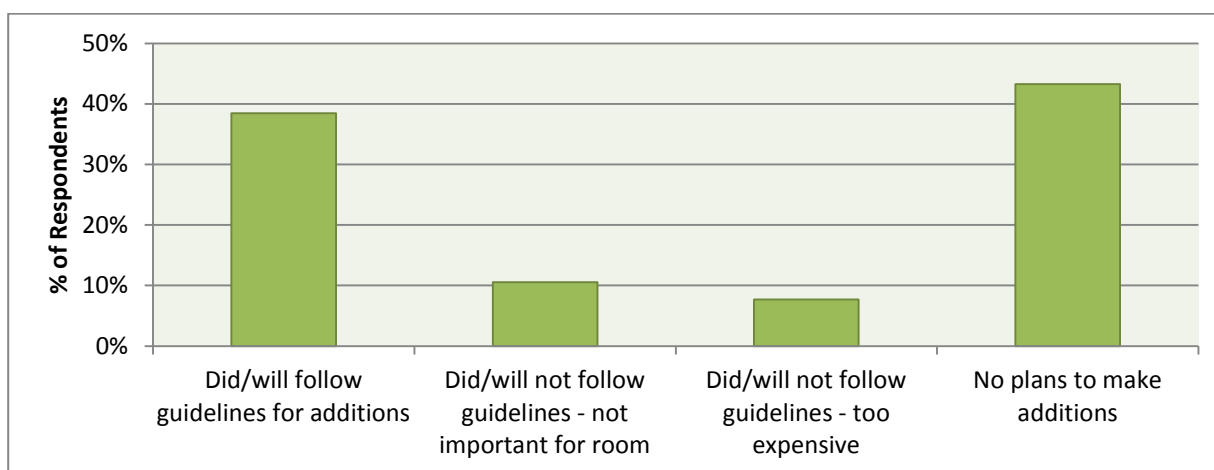 50%
40%
30%
20%
10%
0%
% of Respondents
Did/will follow
guidelines for additions
Did/will not follow
guidelines - not
important for room
Did/will not follow
guidelines - too
expensive
No plans to make
additions